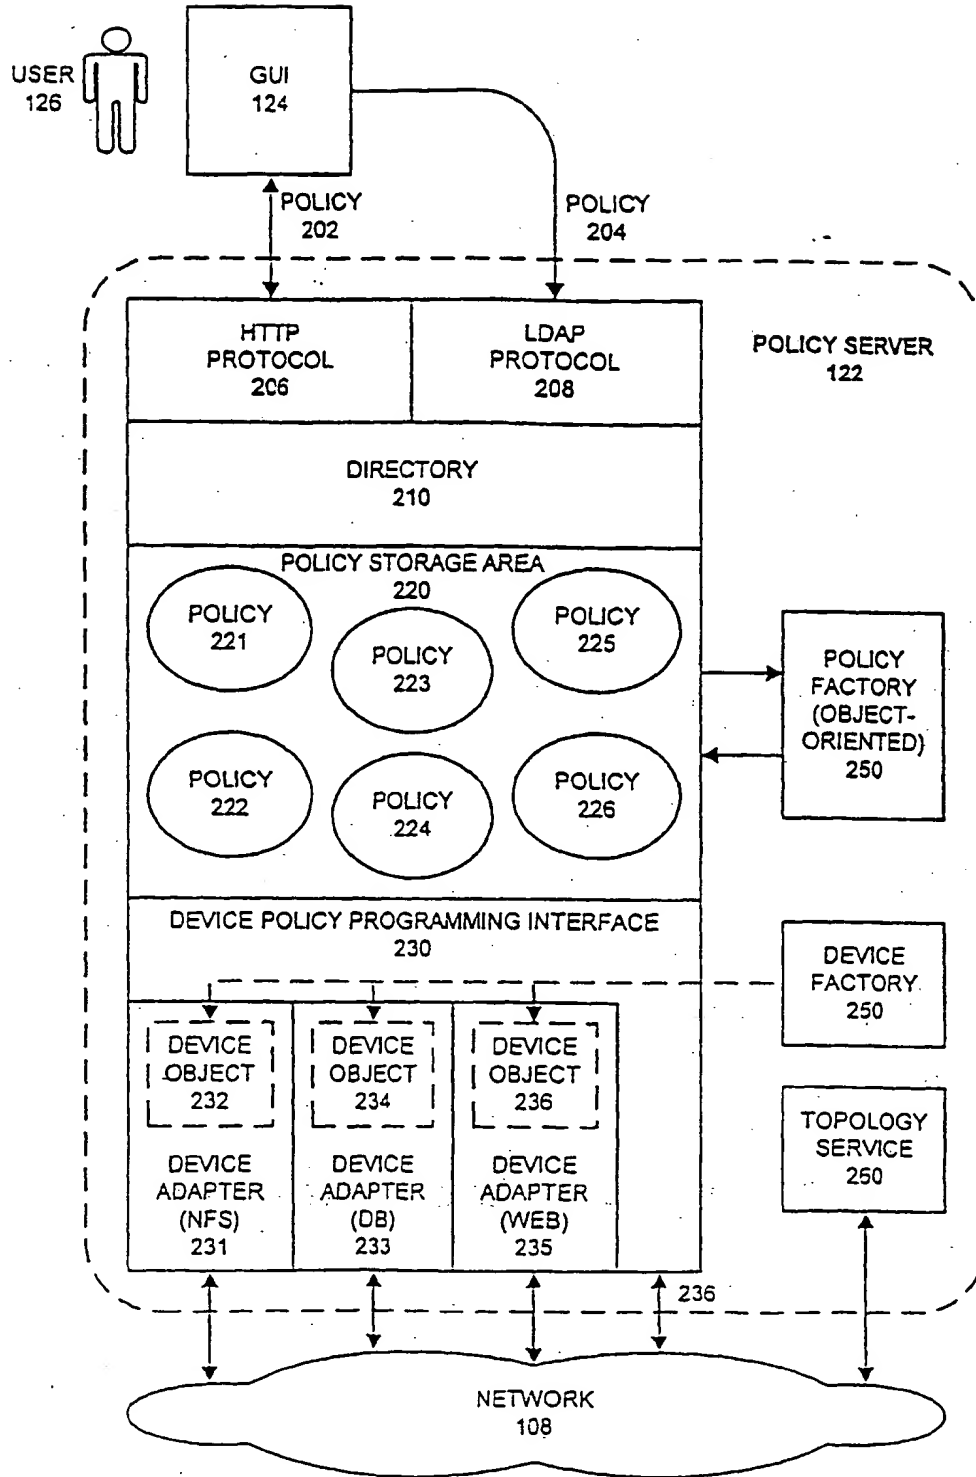 USER
126
GUI
124
POLICY
202
POLICY
204
HTTP
PROTOCOL
206
LDAP
PROTOCOL
208
POLICY SERVER
122
DIRECTORY
210
POLICY STORAGE AREA
220
POLICY
221
POLICY
223
POLICY
225
POLICY
222
POLICY
224
POLICY
226
POLICY
FACTORY
(OBJECT-
ORIENTED)
250
DEVICE POLICY PROGRAMMING INTERFACE
230
DEVICE
FACTORY
250
DEVICE
OBJECT
232
DEVICE
OBJECT
234
DEVICE
OBJECT
236
DEVICE
ADAPTER
(NFS)
231
DEVICE
ADAPTER
(DB)
233
DEVICE
ADAPTER
(WEB)
235
TOPOLOGY
SERVICE
260
236
NETWORK
108